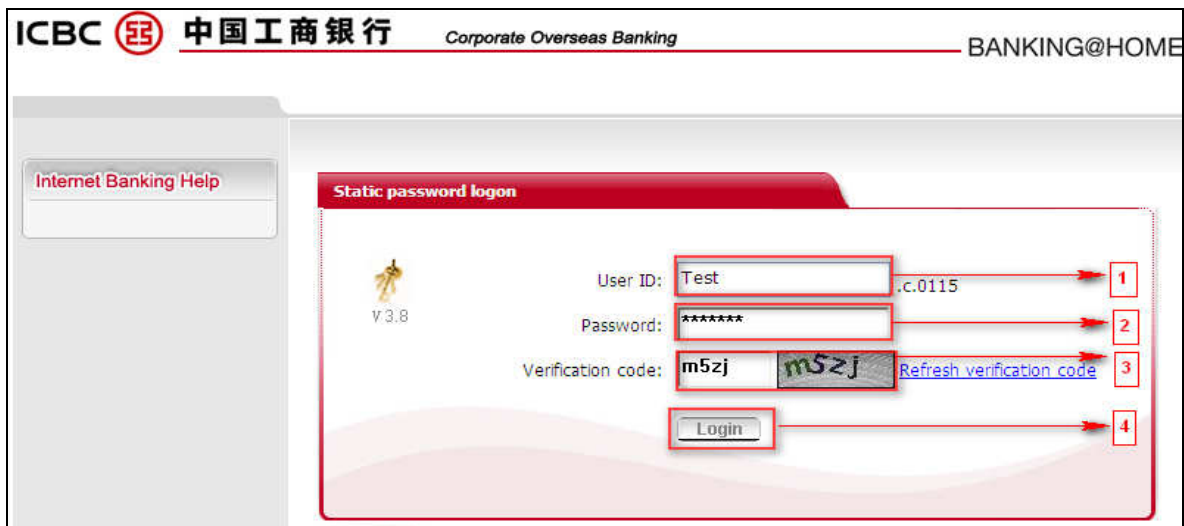 ICBC 中国工商银行 Corporate Overseas Banking
BANKING@HOME
Internet Banking Help
Static password logon
V 3.8
User ID: Test .c.0115 1
Password: ******* 2
Verification code: m5zj m5zj Refresh verification code 3
Login 4